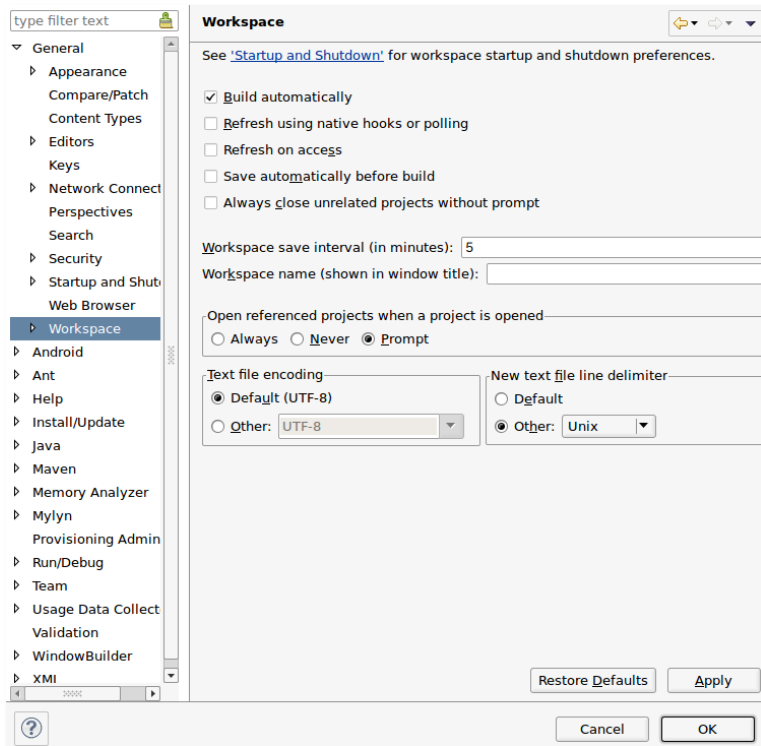 type filter text
General
Appearance
Compare/Patch
Content Types
Editors
Keys
Network Connect
Perspectives
Search
Security
Startup and Shut
Web Browser
Workspace
Android
Ant
Help
Install/Update
Java
Maven
Memory Analyzer
Mylyn
Provisioning Admin
Run/Debug
Team
Usage Data Collect
Validation
WindowBuilder
XML
Workspace
See 'Startup and Shutdown' for workspace startup and shutdown preferences.
Build automatically
Refresh using native hooks or polling
Refresh on access
Save automatically before build
Always close unrelated projects without prompt
Workspace save interval (in minutes): 5
Workspace name (shown in window title):
Open referenced projects when a project is opened
Always Never Prompt
Text file encoding
Default (UTF-8)
Other: UTF-8
New text file line delimiter
Default
Other: Unix
Restore Defaults Apply
? Cancel OK